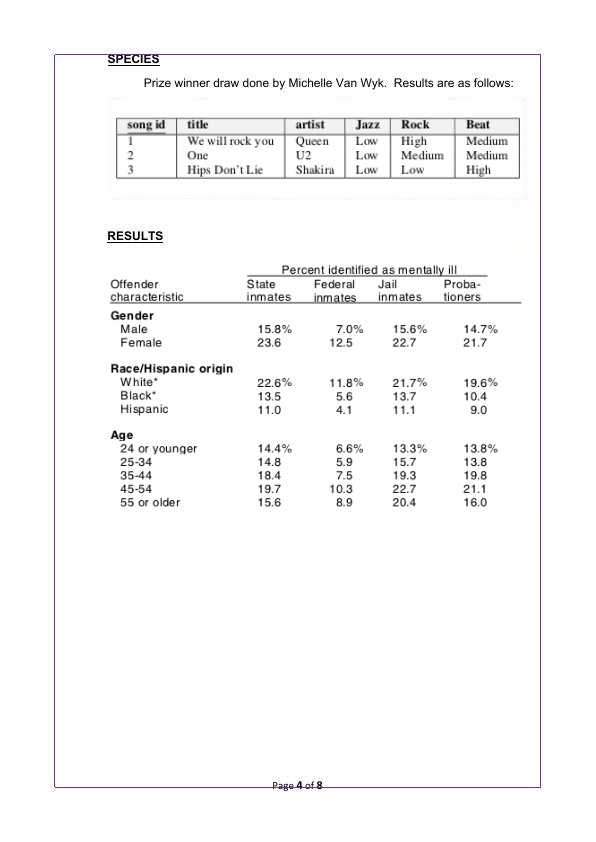 SPECIES
Prize winner draw done by Michelle Van Wyk. Results are as follows:
song id title artist Jazz Rock Beat
1 We will rock you Queen Low High Medium
2 One U2 Low Medium Medium
3 Hips Don't Lie Shakira Low Low High
RESULTS
Percent identified as mentally ill
Offender State Federal Jail Proba-
characteristic inmates inmates inmates tioners
Gender
Male 15.8% 7.0% 15.6% 14.7%
Female 23.6 12.5 22.7 21.7
Race/Hispanic origin
White* 22.6% 11.8% 21.7% 19.6%
Black* 13.5 5.6 13.7 10.4
Hispanic 11.0 4.1 11.1 9.0
Age
24 or younger 14.4% 6.6% 13.3% 13.8%
25-34 14.8 5.9 15.7 13.8
35-44 18.4 7.5 19.3 19.8
45-54 19.7 10.3 22.7 21.1
55 or older 15.6 8.9 20.4 16.0
Page 4 of 8